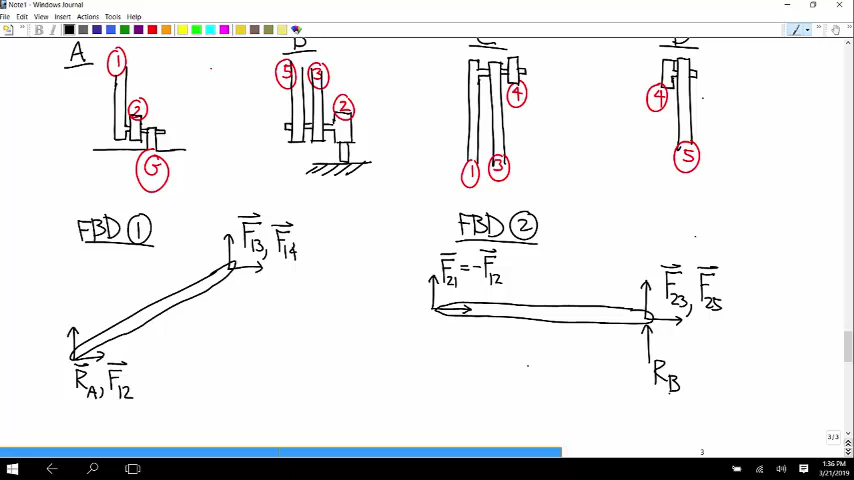 Note1 - Windows Journal
File Edit View Insert Actions Tools Help
A B C D
1 5 3 3 4
2 2 4
G 1 3 5
FBD 1 FBD 2
F13, F14
F21 = -F12 F23, F25
RA, F12 RB
3/3
3
1:36 PM
3/21/2019